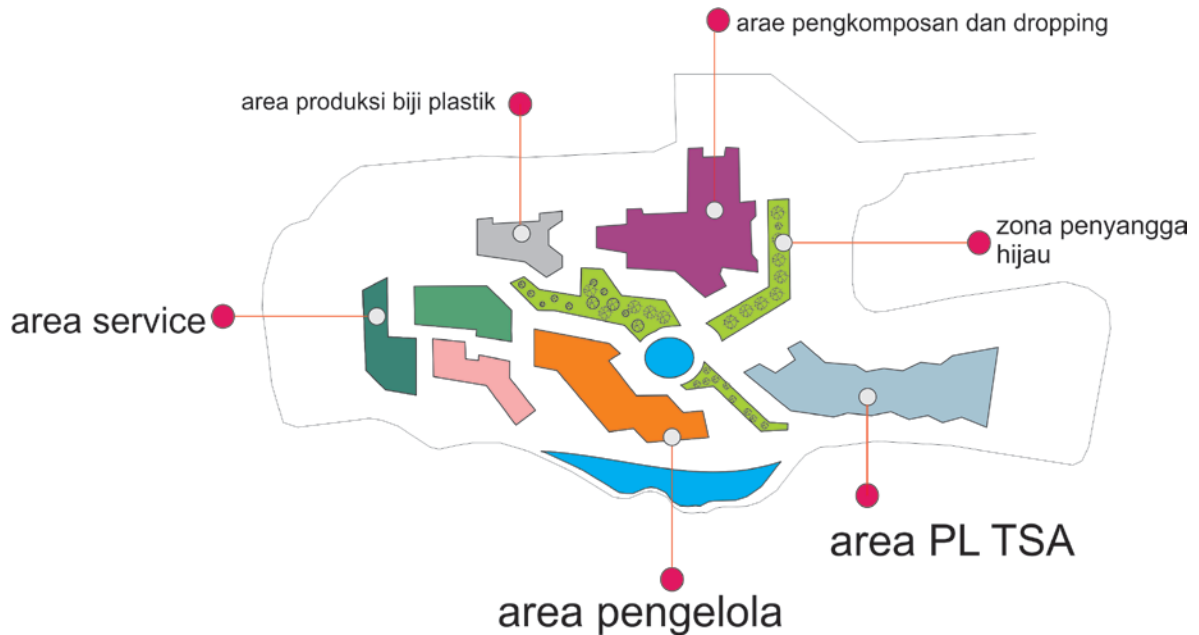 arae pengkomposan dan dropping
area produksi biji plastik
zona penyangga
hijau
area service
area PL TSA
area pengelola